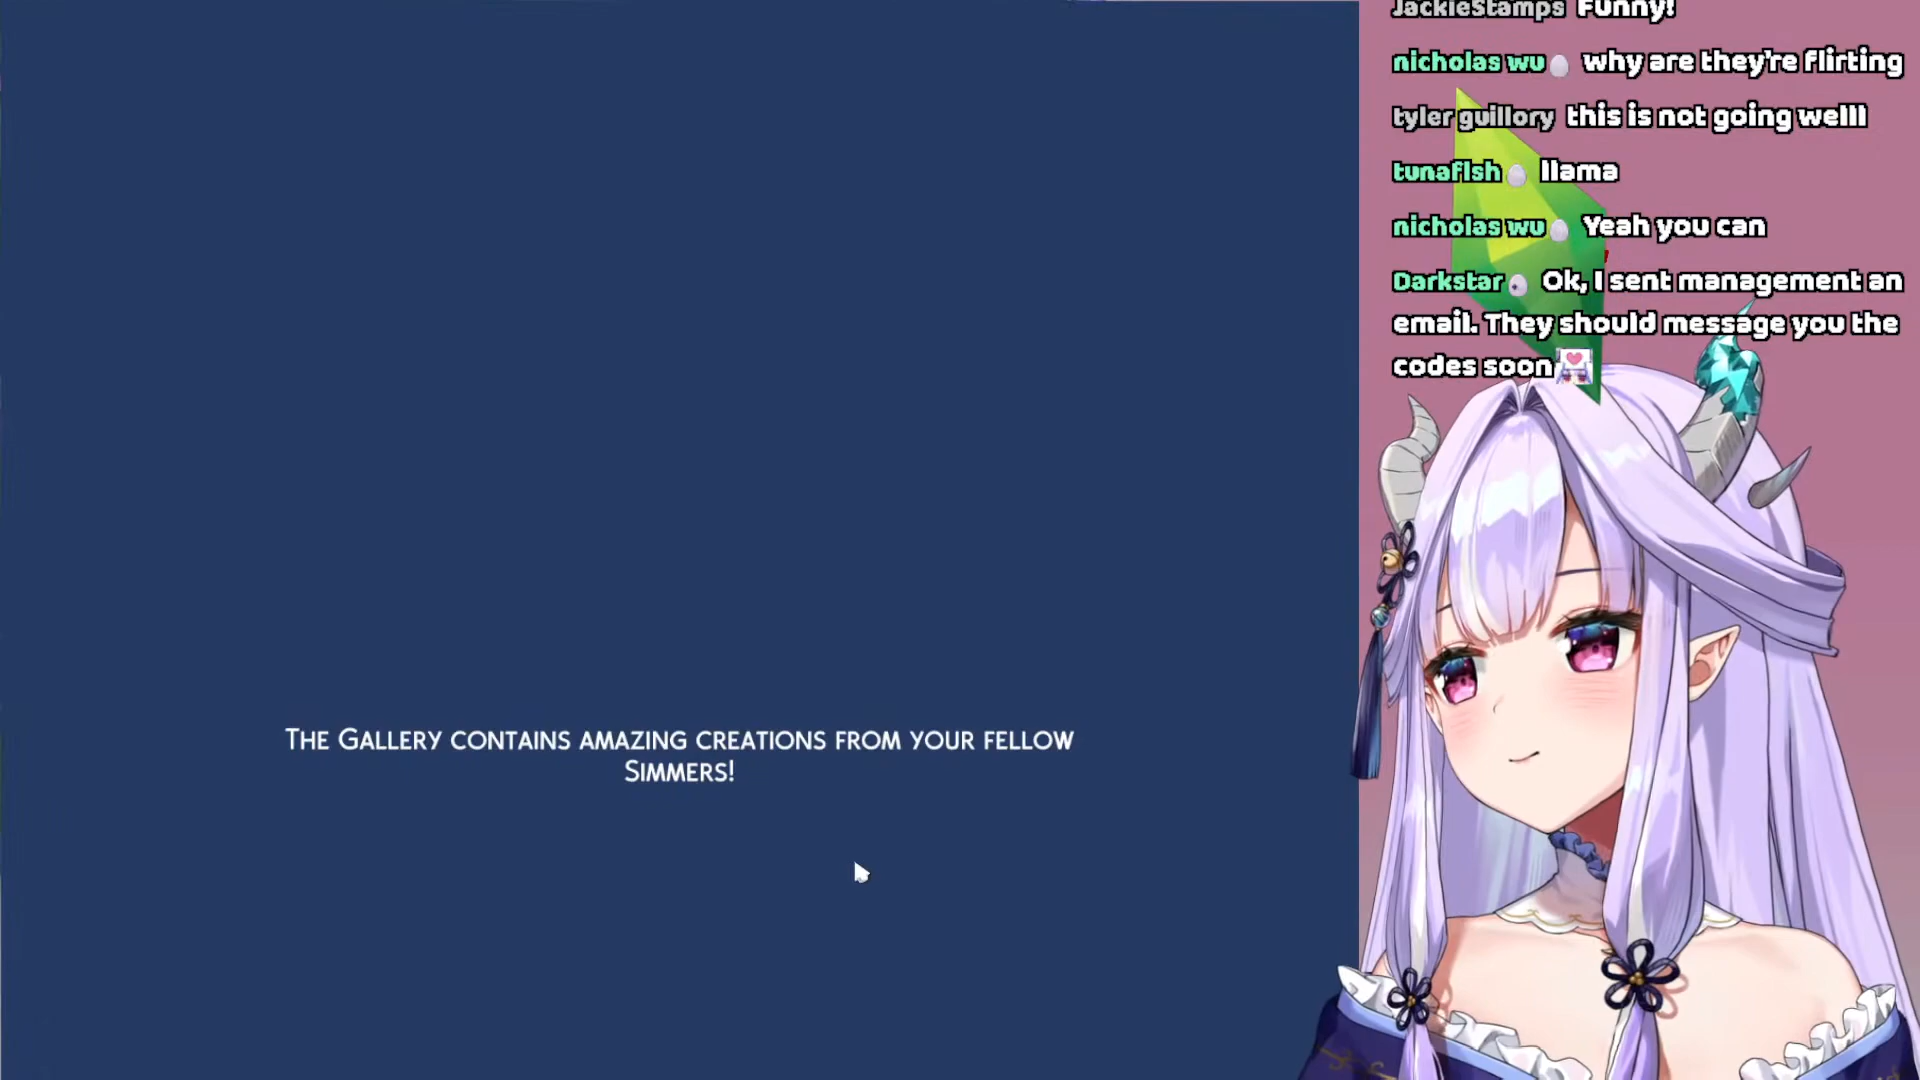 JackieStamps Funny!
nicholas wu why are they're flirting
tyler guillory this is not going welll
tunafish llama
nicholas wu Yeah you can
Darkstar Ok, I sent management an
email. They should message you the
codes soon
The Gallery contains amazing creations from your fellow
Simmers!